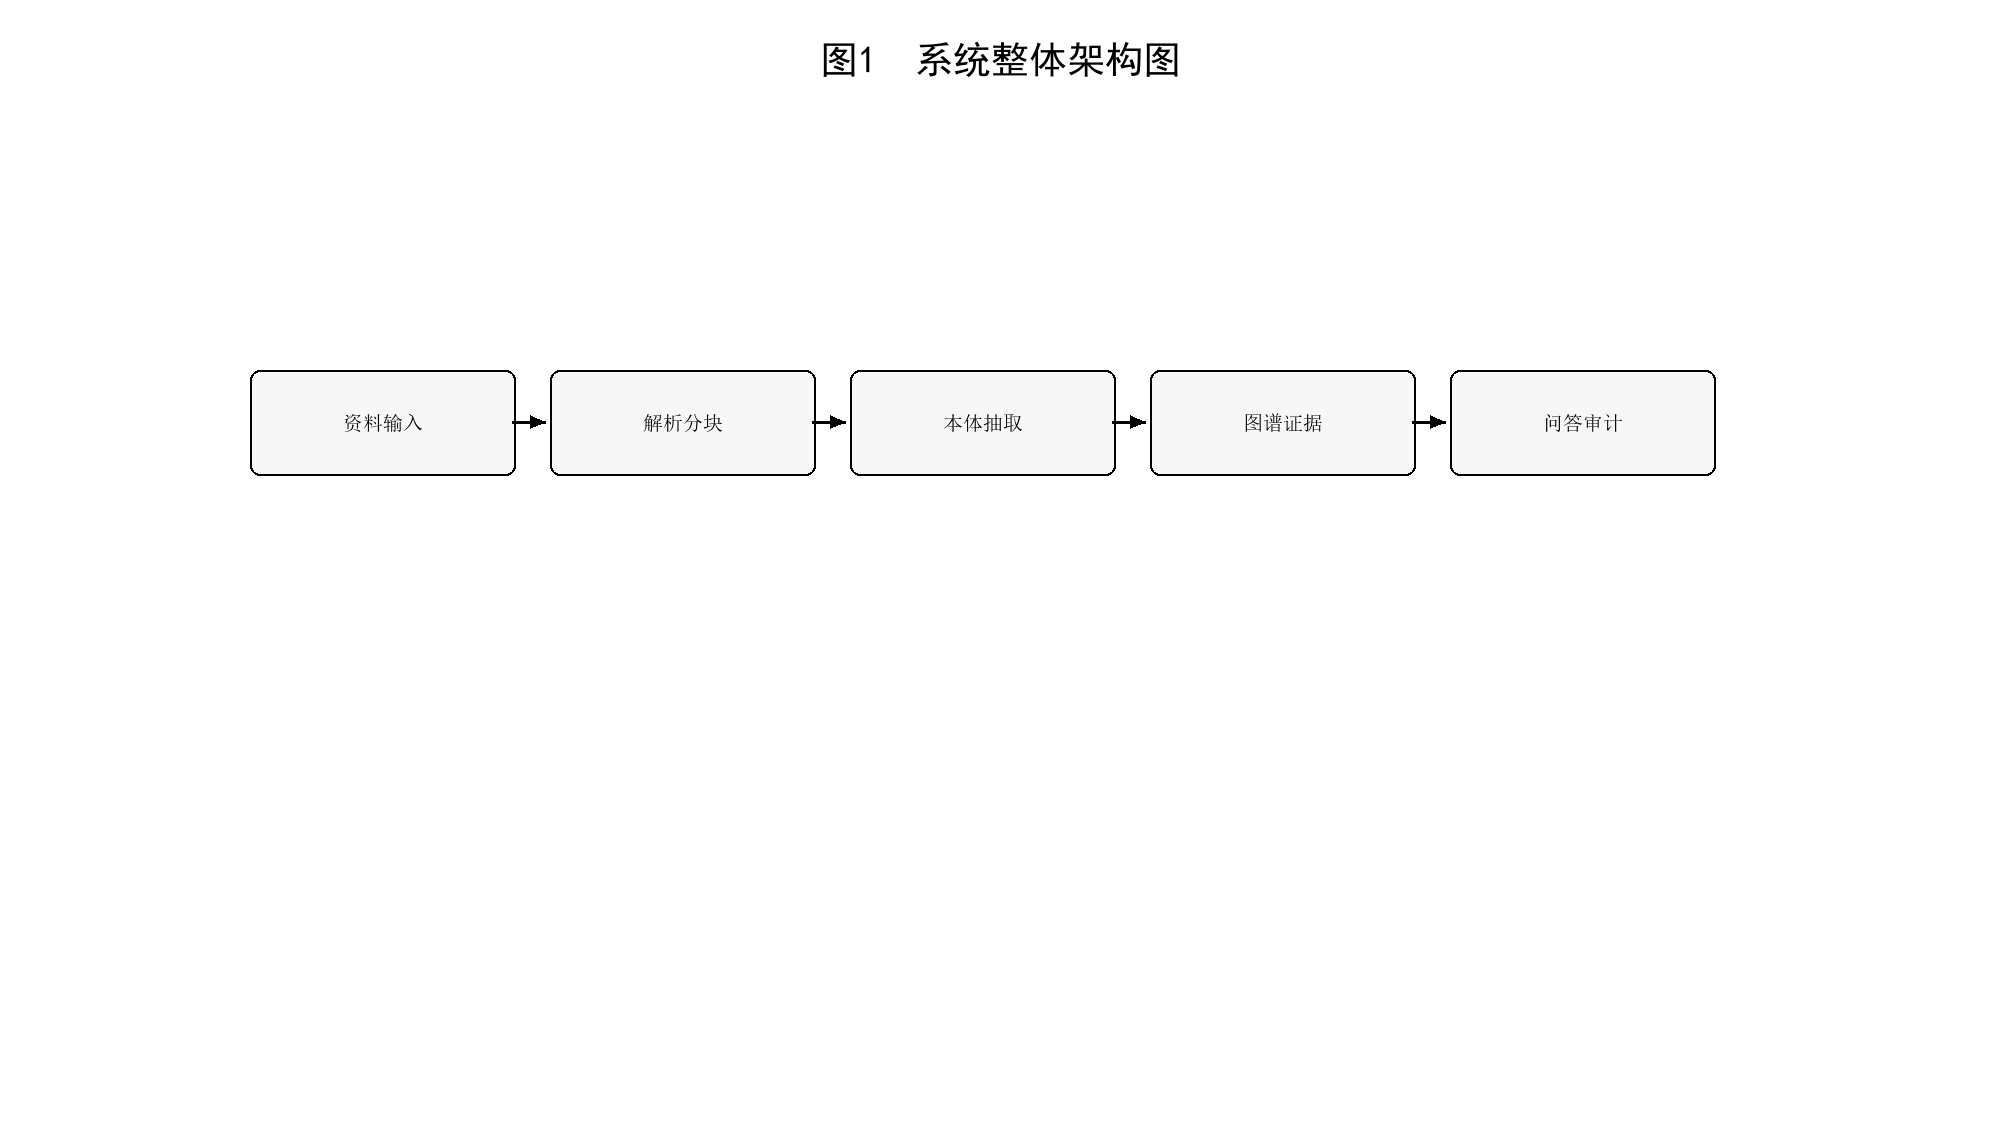 图1　系统整体架构图
资料输入
解析分块
本体抽取
图谱证据
问答审计